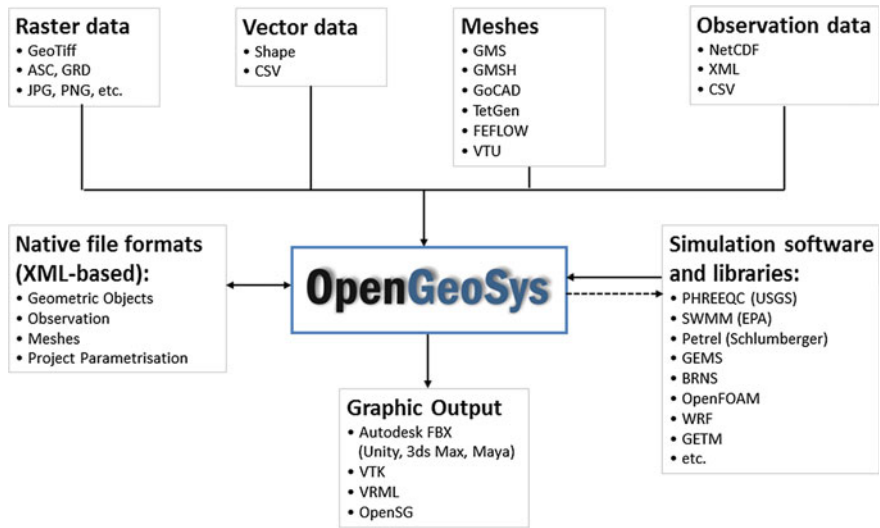 Raster data
• GeoTiff
• ASC, GRD
• JPG, PNG, etc.
Vector data
• Shape
• CSV
Meshes
• GMS
• GMSH
• GoCAD
• TetGen
• FEFLOW
• VTU
Observation data
• NetCDF
• XML
• CSV
Native file formats
(XML-based):
• Geometric Objects
• Observation
• Meshes
• Project Parametrisation
OpenGeoSys
Simulation software
and libraries:
• PHREEQC (USGS)
• SWMM (EPA)
• Petrel (Schlumberger)
• GEMS
• BRNS
• OpenFOAM
• WRF
• GETM
• etc.
Graphic Output
• Autodesk FBX
(Unity, 3ds Max, Maya)
• VTK
• VRML
• OpenSG